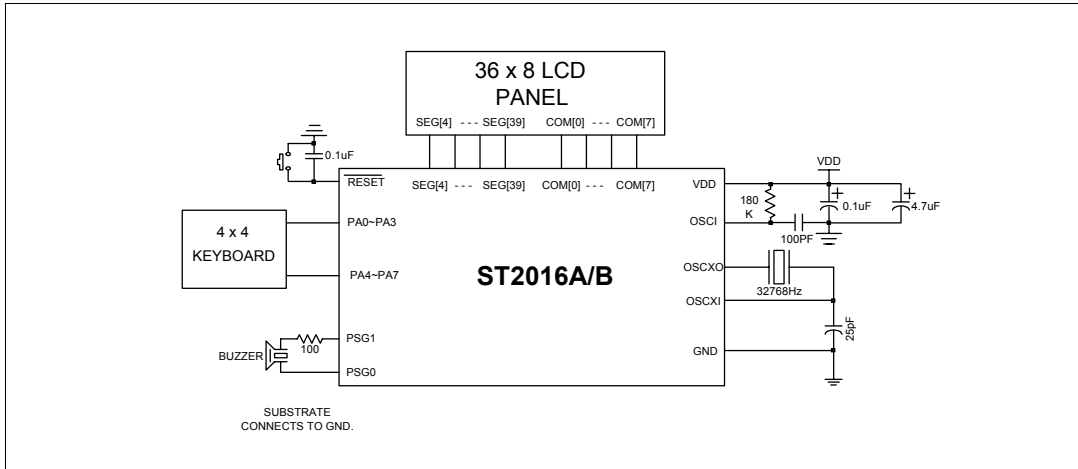 36 x 8 LCD
PANEL
SEG[4] --- SEG[39] COM[0] --- COM[7]
0.1uF
RESET
SEG[4] --- SEG[39] COM[0] --- COM[7]
VDD
VDD
180
K
0.1uF
4.7uF
OSCI
100PF
4 x 4
KEYBOARD
PA0~PA3
PA4~PA7
ST2016A/B
OSCXO
32768Hz
OSCXI
25pF
GND
BUZZER
100
PSG1
PSG0
SUBSTRATE
CONNECTS TO GND.